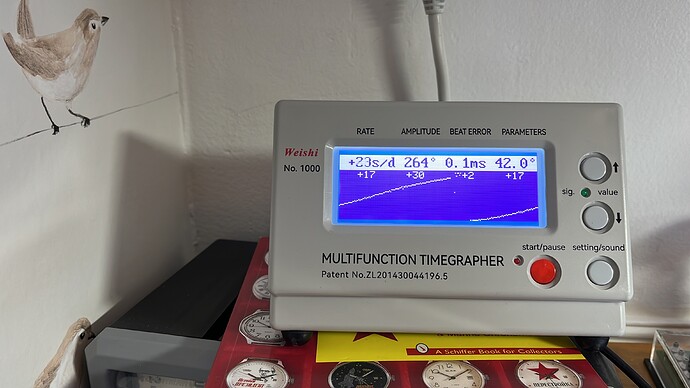 RATE AMPLITUDE BEAT ERROR PARAMETERS
Weishi
No. 1000
+23s/d 264° 0.1ms 42.0°
+17 +30 +2 +17
sig. value
start/pause setting/sound
MULTIFUNCTION TIMEGRAPHER
Patent No.ZL201430044196.5
A Schiffer Book for Collectors